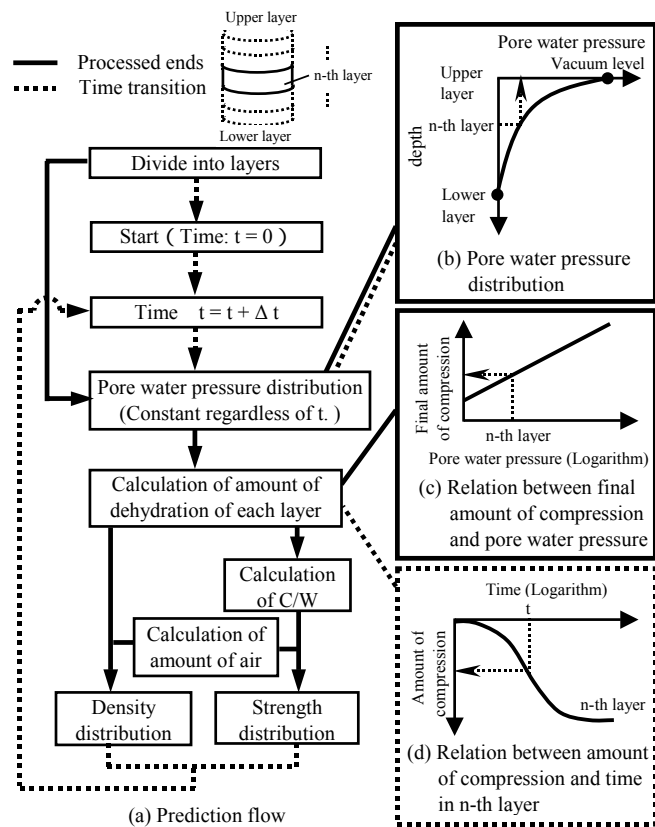 Upper layer
Processed ends
Time transition
n-th layer
Lower layer
Divide into layers
Start ( Time: t = 0 )
Time t = t + Δ t
Pore water pressure distribution
(Constant regardless of t. )
Calculation of amount of
dehydration of each layer
Calculation
of C/W
Calculation of
amount of air
Density
distribution
Strength
distribution
(a) Prediction flow
Pore water pressure
Vacuum level
Upper
layer
n-th layer
depth
Lower
layer
(b) Pore water pressure
distribution
Final amount
of compression
n-th layer
Pore water pressure (Logarithm)
(c) Relation between final
amount of compression
and pore water pressure
Time (Logarithm)
t
Amount of
compression
n-th layer
(d) Relation between amount
of compression and time
in n-th layer